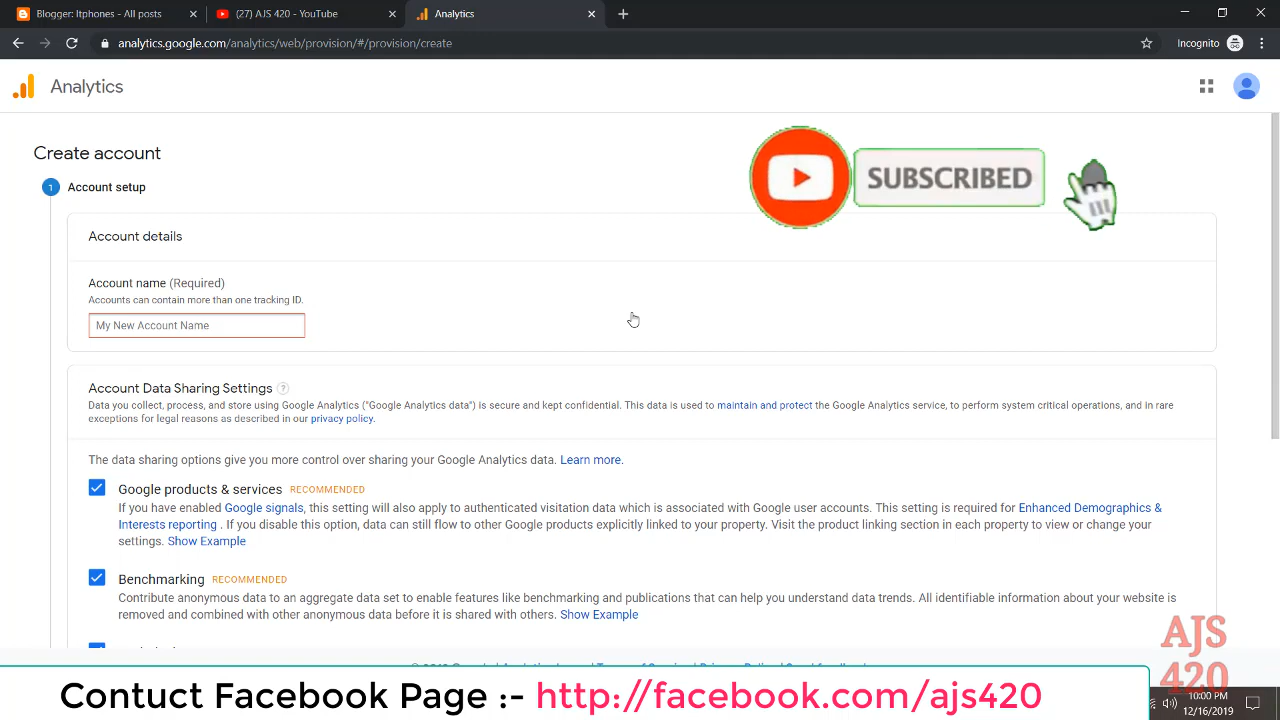 Blogger: Itphones - All posts
(27) AJS 420 - YouTube
Analytics
analytics.google.com/analytics/web/provision/#/provision/create
Incognito
Analytics
Create account
1 Account setup
SUBSCRIBED
Account details
Account name (Required)
Accounts can contain more than one tracking ID.
My New Account Name
Account Data Sharing Settings ?
Data you collect, process, and store using Google Analytics ("Google Analytics data") is secure and kept confidential. This data is used to maintain and protect the Google Analytics service, to perform system critical operations, and in rare
exceptions for legal reasons as described in our privacy policy.
The data sharing options give you more control over sharing your Google Analytics data. Learn more.
Google products & services RECOMMENDED
If you have enabled Google signals, this setting will also apply to authenticated visitation data which is associated with Google user accounts. This setting is required for Enhanced Demographics &
Interests reporting . If you disable this option, data can still flow to other Google products explicitly linked to your property. Visit the product linking section in each property to view or change your
settings. Show Example
Benchmarking RECOMMENDED
Contribute anonymous data to an aggregate data set to enable features like benchmarking and publications that can help you understand data trends. All identifiable information about your website is
removed and combined with other anonymous data before it is shared with others. Show Example
AJS
420
Contuct Facebook Page :- http://facebook.com/ajs420
10:00 PM
12/16/2019